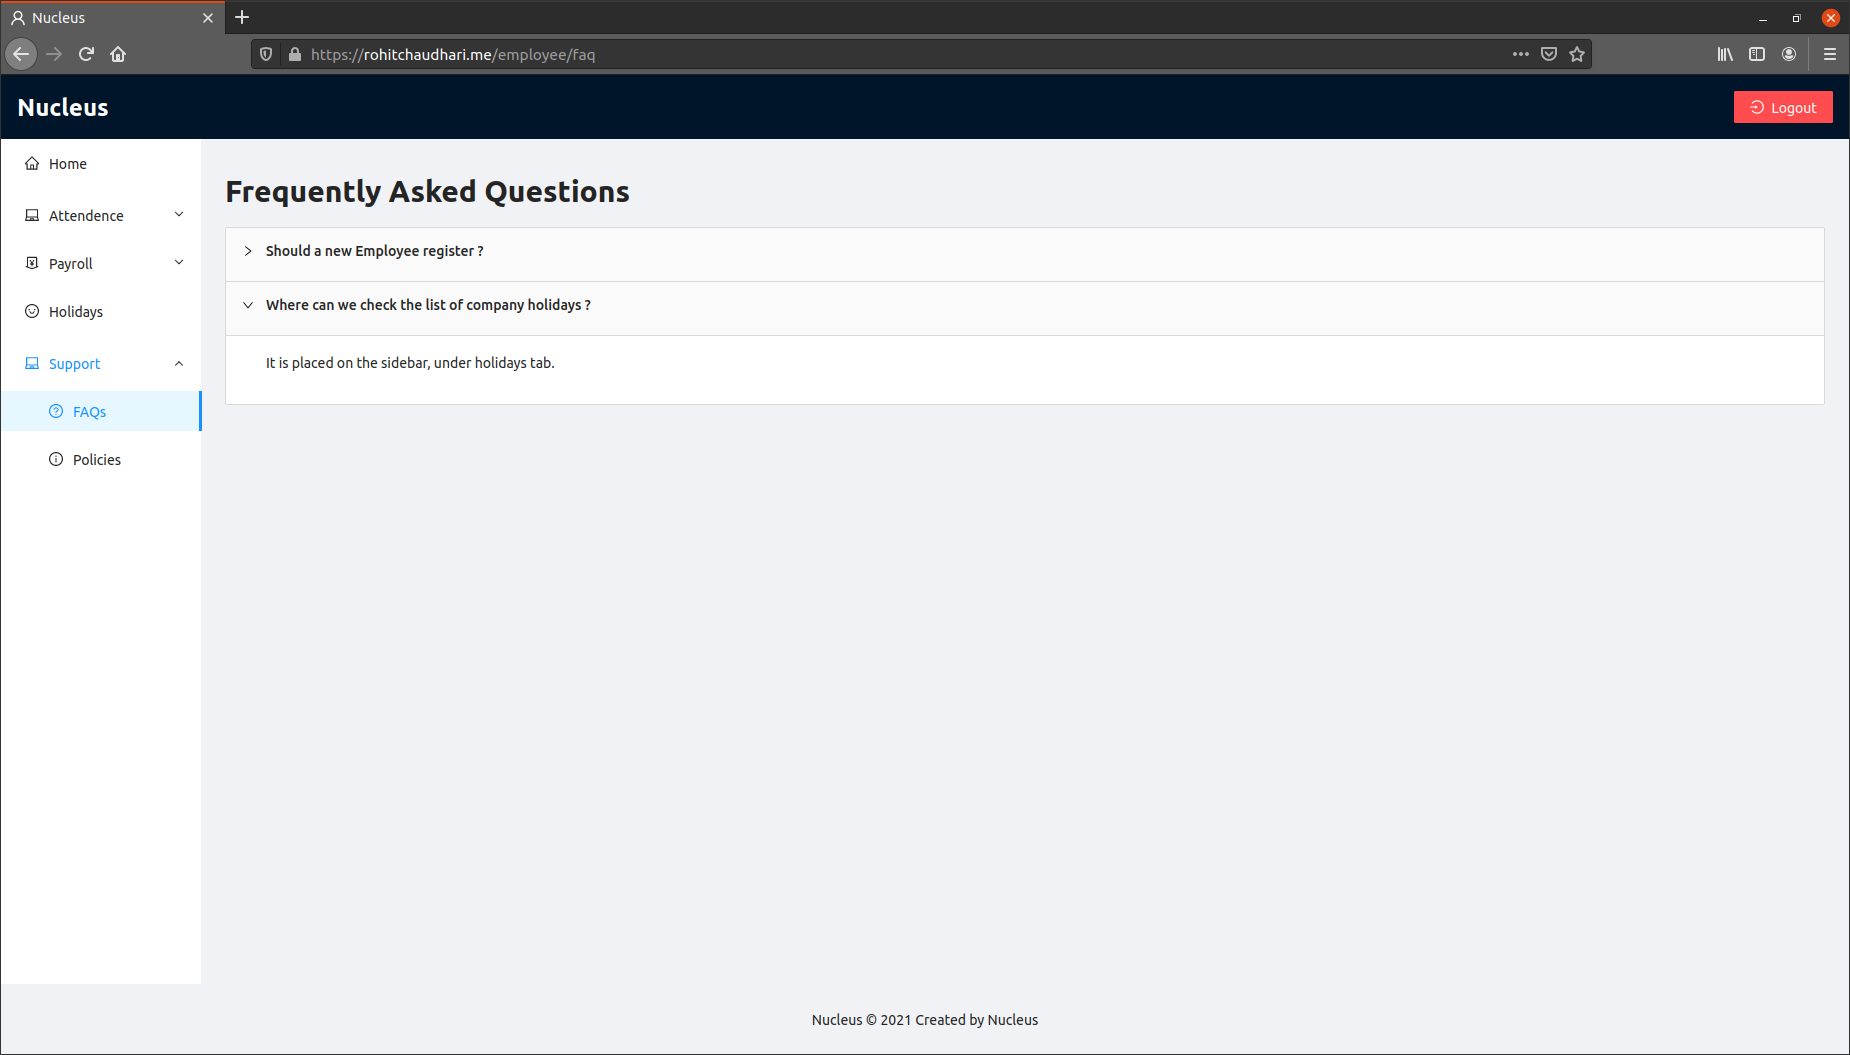 Nucleus
https://rohitchaudhari.me/employee/faq
Nucleus
Logout
Home
Attendence
Payroll
Holidays
Support
FAQs
Policies
Frequently Asked Questions
Should a new Employee register ?
Where can we check the list of company holidays ?
It is placed on the sidebar, under holidays tab.
Nucleus © 2021 Created by Nucleus